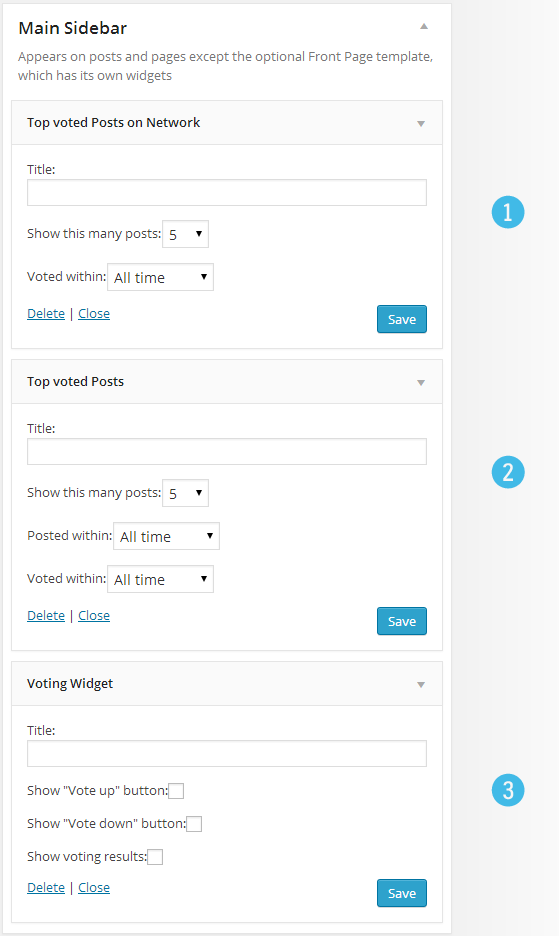 Main Sidebar
Appears on posts and pages except the optional Front Page template,
which has its own widgets
Top voted Posts on Network
Title:
1
Show this many posts: 5
Voted within: All time
Delete | Close
Save
Top voted Posts
Title:
2
Show this many posts: 5
Posted within: All time
Voted within: All time
Delete | Close
Save
Voting Widget
Title:
Show "Vote up" button:
3
Show "Vote down" button:
Show voting results:
Delete | Close
Save